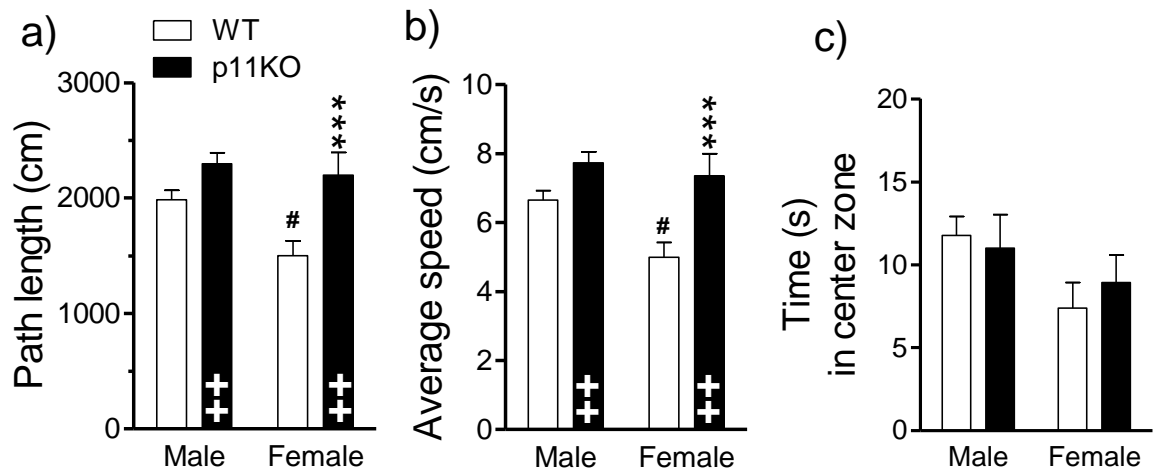 a)
WT
p11KO
Path length (cm)
3000
2000
1000
0
#
***
++
++
Male
Female
b)
Average speed (cm/s)
10
8
6
4
2
0
#
***
++
++
Male
Female
c)
Time (s)
in center zone
20
15
10
5
0
Male
Female